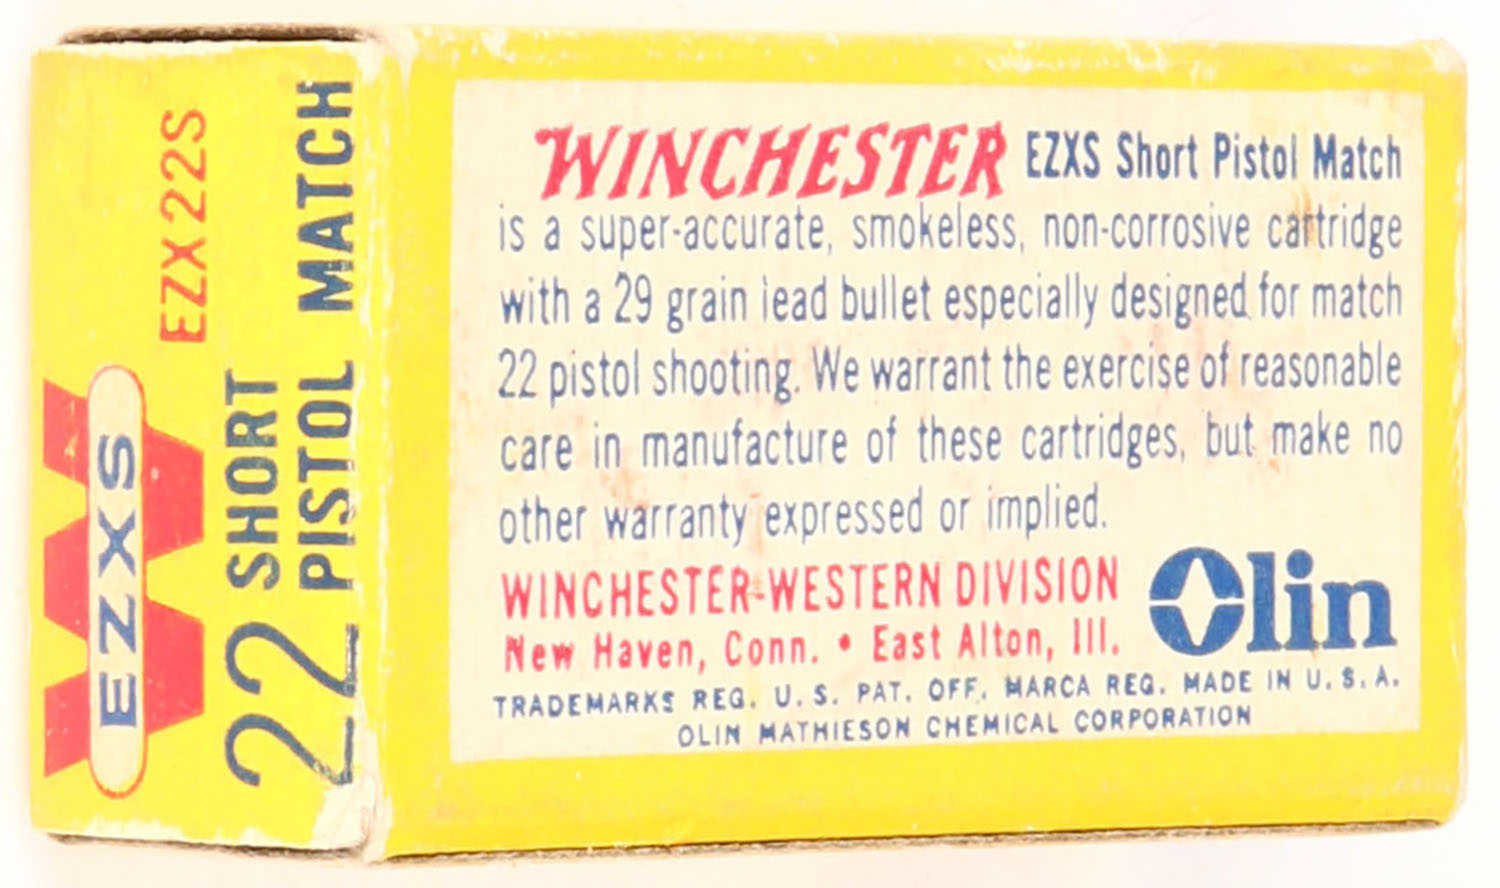 EZXS
EZX22S
22 SHORT
PISTOL MATCH
WINCHESTER EZXS Short Pistol Match
is a super-accurate, smokeless, non-corrosive cartridge
with a 29 grain lead bullet especially designed for match
22 pistol shooting. We warrant the exercise of reasonable
care in manufacture of these cartridges, but make no
other warranty expressed or implied.
WINCHESTER-WESTERN DIVISION
New Haven, Conn. • East Alton, Ill.
Olin
TRADEMARKS REG. U. S. PAT. OFF. MARCA REG. MADE IN U. S. A.
OLIN MATHIESON CHEMICAL CORPORATION